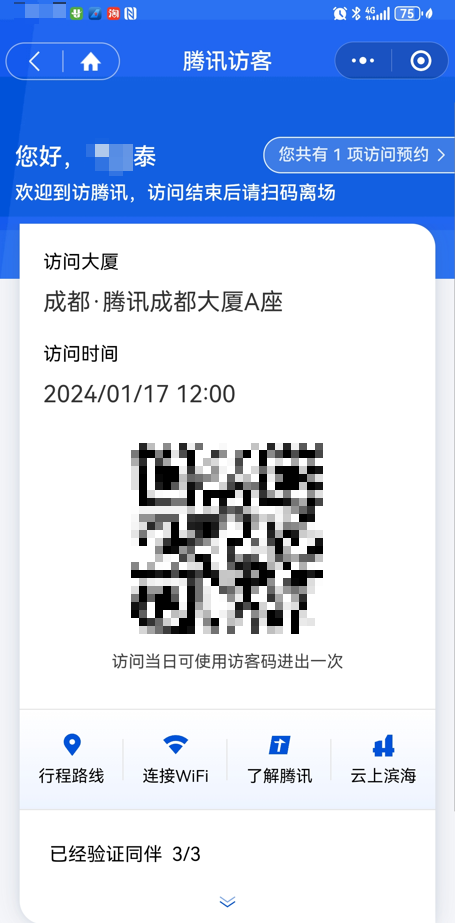 4G
75
腾讯访客
您好，
泰
您共有 1 项访问预约
欢迎到访腾讯，访问结束后请扫码离场
访问大厦
成都·腾讯成都大厦A座
访问时间
2024/01/17 12:00
访问当日可使用访客码进出一次
行程路线
连接WiFi
了解腾讯
云上滨海
已经验证同伴 3/3